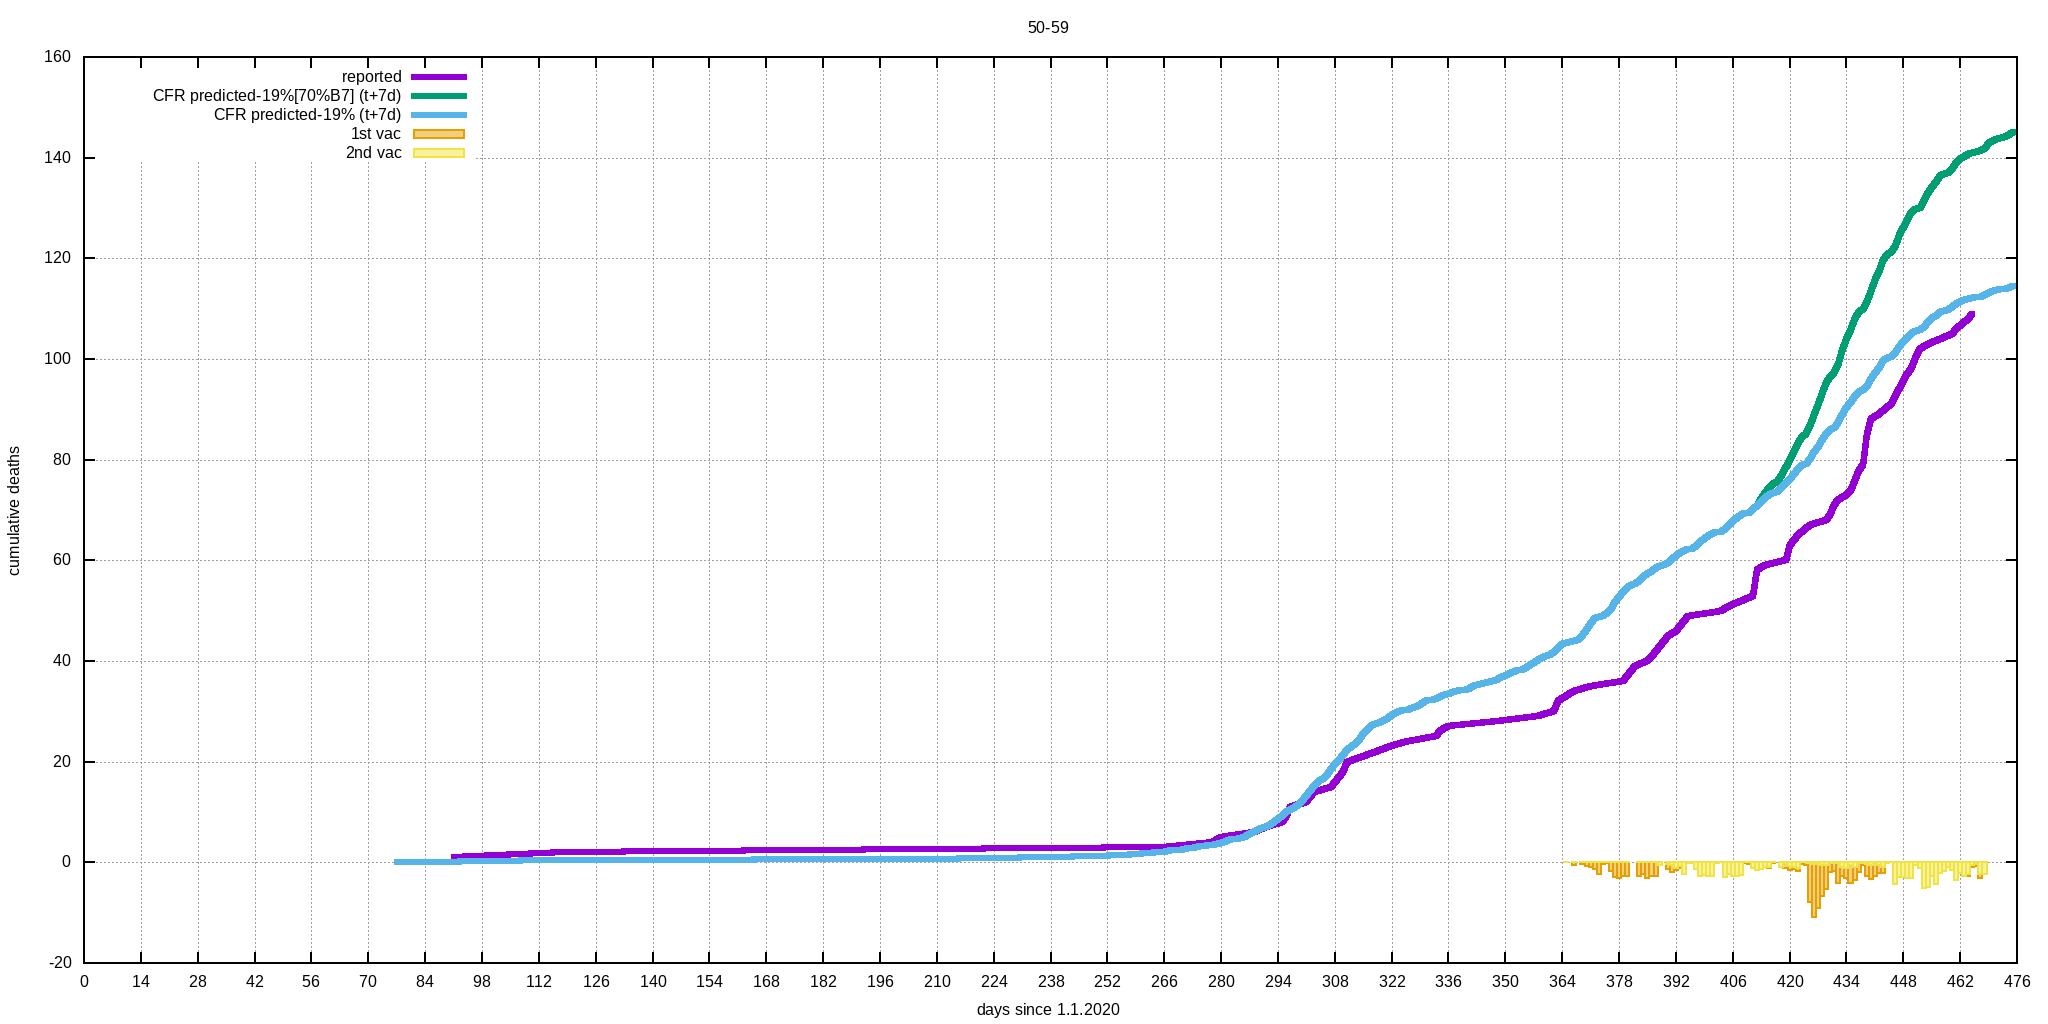 50-59
160
140
120
100
80
60
40
20
0
-20
cumulative deaths
reported
CFR predicted-19%[70%B7] (t+7d)
CFR predicted-19% (t+7d)
1st vac
2nd vac
0 14 28 42 56 70 84 98 112 126 140 154 168 182 196 210 224 238 252 266 280 294 308 322 336 350 364 378 392 406 420 434 448 462 476
days since 1.1.2020